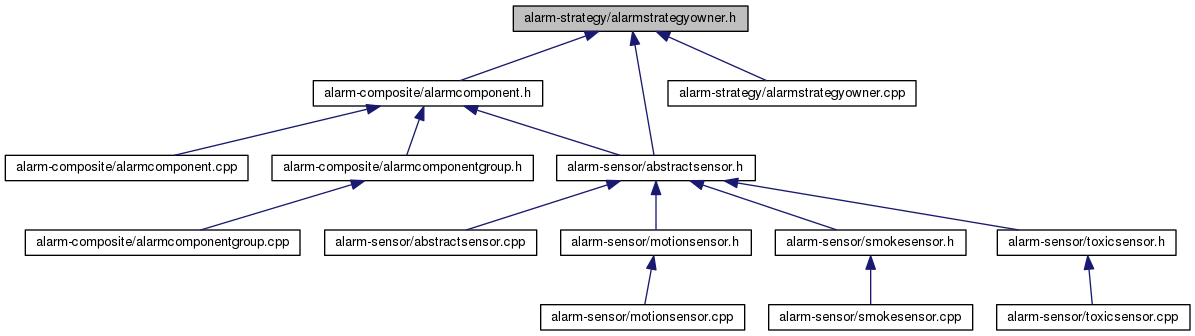 alarm-strategy/alarmstrategyowner.h
alarm-composite/alarmcomponent.h
alarm-strategy/alarmstrategyowner.cpp
alarm-composite/alarmcomponent.cpp
alarm-composite/alarmcomponentgroup.h
alarm-sensor/abstractsensor.h
alarm-composite/alarmcomponentgroup.cpp
alarm-sensor/abstractsensor.cpp
alarm-sensor/motionsensor.h
alarm-sensor/smokesensor.h
alarm-sensor/toxicsensor.h
alarm-sensor/motionsensor.cpp
alarm-sensor/smokesensor.cpp
alarm-sensor/toxicsensor.cpp